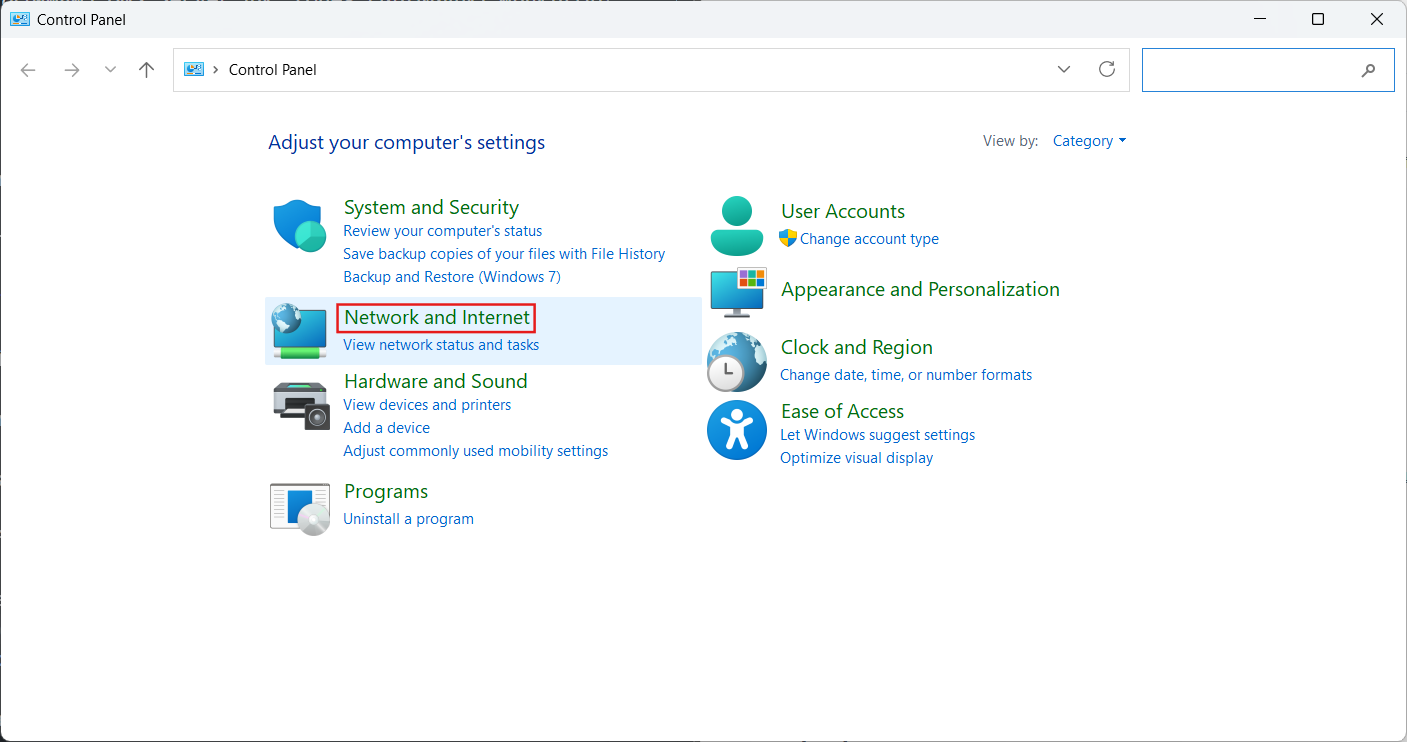 Control Panel
Control Panel
Adjust your computer's settings
View by: Category
System and Security
Review your computer's status
Save backup copies of your files with File History
Backup and Restore (Windows 7)
Network and Internet
View network status and tasks
Hardware and Sound
View devices and printers
Add a device
Adjust commonly used mobility settings
Programs
Uninstall a program
User Accounts
Change account type
Appearance and Personalization
Clock and Region
Change date, time, or number formats
Ease of Access
Let Windows suggest settings
Optimize visual display